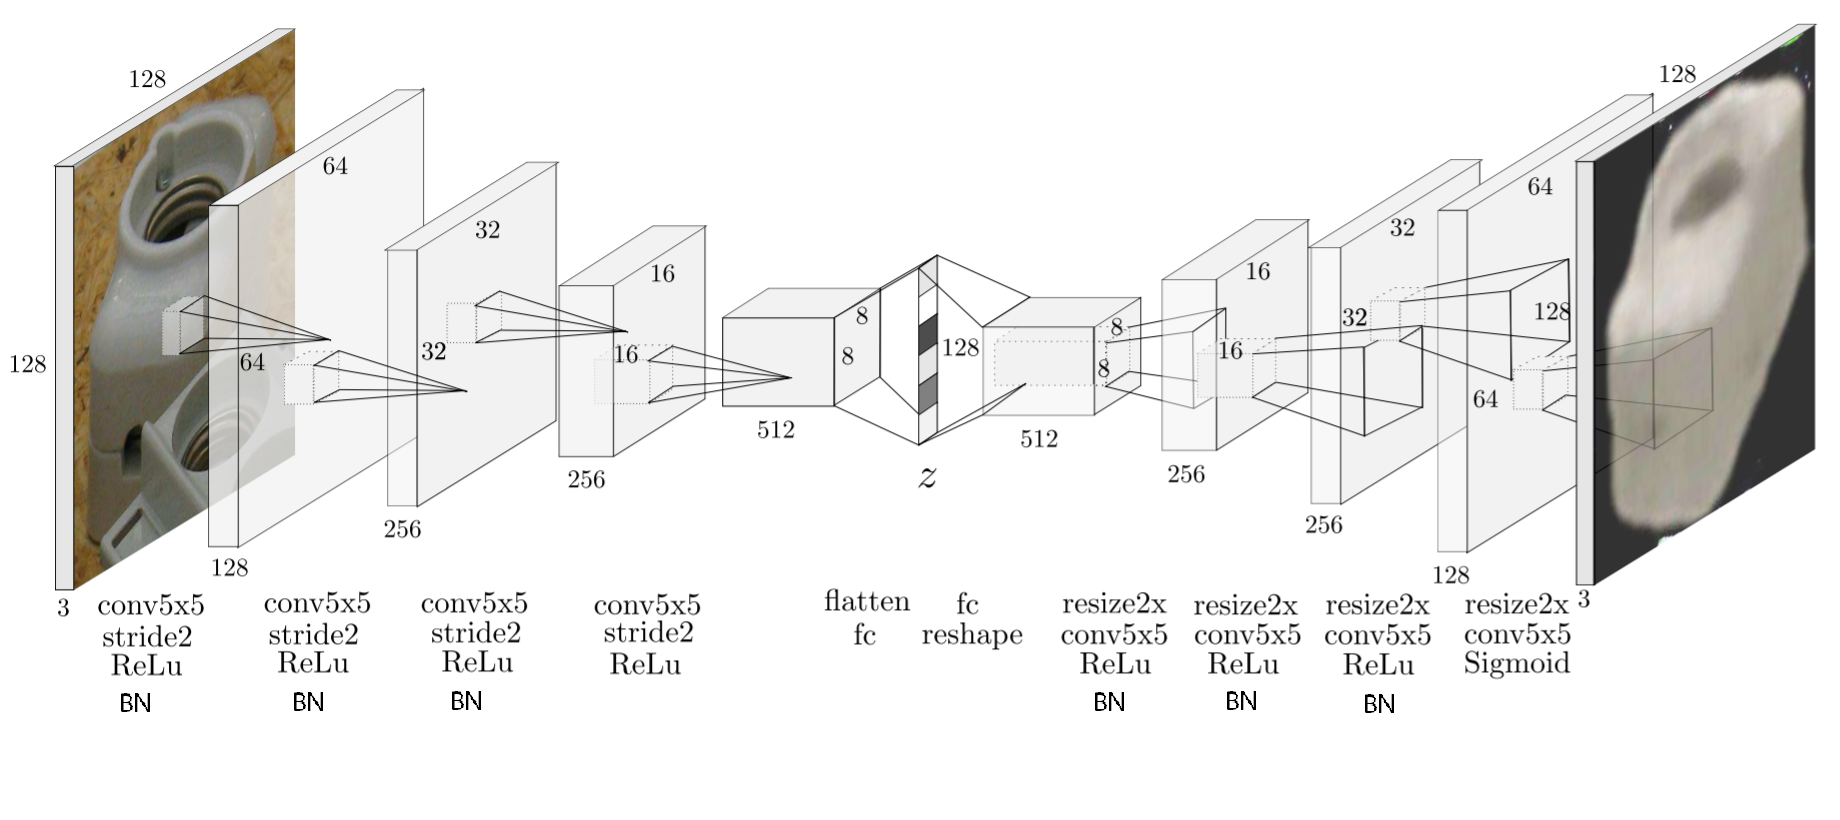 128
128
3
64
64
128
32
32
256
16
16
256
8
8
512
128
z
8
8
512
16
16
256
32
32
256
64
64
128
128
128
3
conv5x5
stride2
ReLu
BN
conv5x5
stride2
ReLu
BN
conv5x5
stride2
ReLu
BN
conv5x5
stride2
ReLu
flatten
fc
fc
reshape
resize2x
conv5x5
ReLu
BN
resize2x
conv5x5
ReLu
BN
resize2x
conv5x5
ReLu
BN
resize2x
conv5x5
Sigmoid